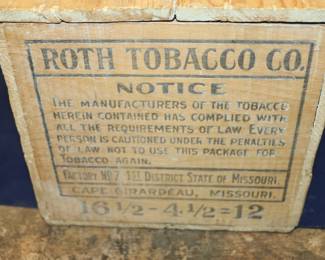 ROTH TOBACCO CO.
NOTICE
THE MANUFACTURERS OF THE TOBACCO
HEREIN CONTAINED HAS COMPLIED WITH
ALL THE REQUIREMENTS OF LAW. EVERY
PERSON IS CAUTIONED UNDER THE PENALTIES
OF LAW NOT TO USE THIS PACKAGE FOR
TOBACCO AGAIN.
FACTORY NO. 7 1ST DISTRICT STATE OF MISSOURI.
CAPE GIRARDEAU, MISSOURI.
16 1/2=4 1/2=12